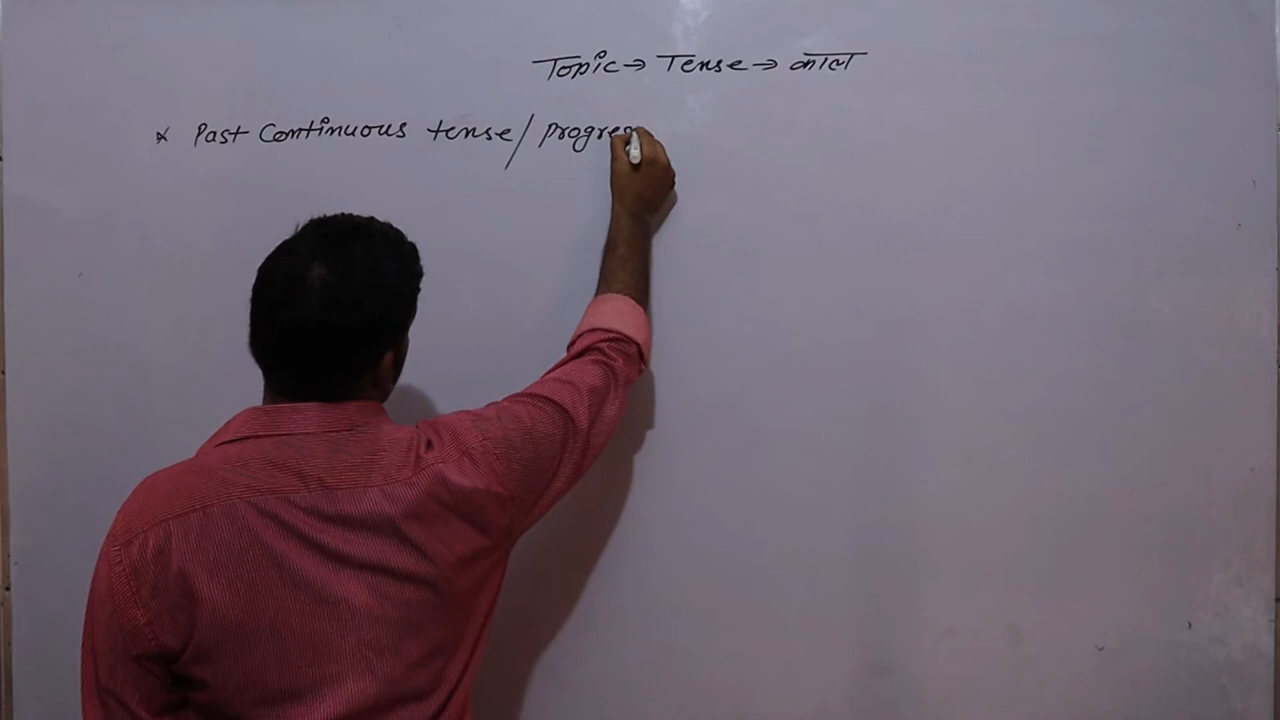 Topic → Tense → काल
* Past Continuous tense / progres